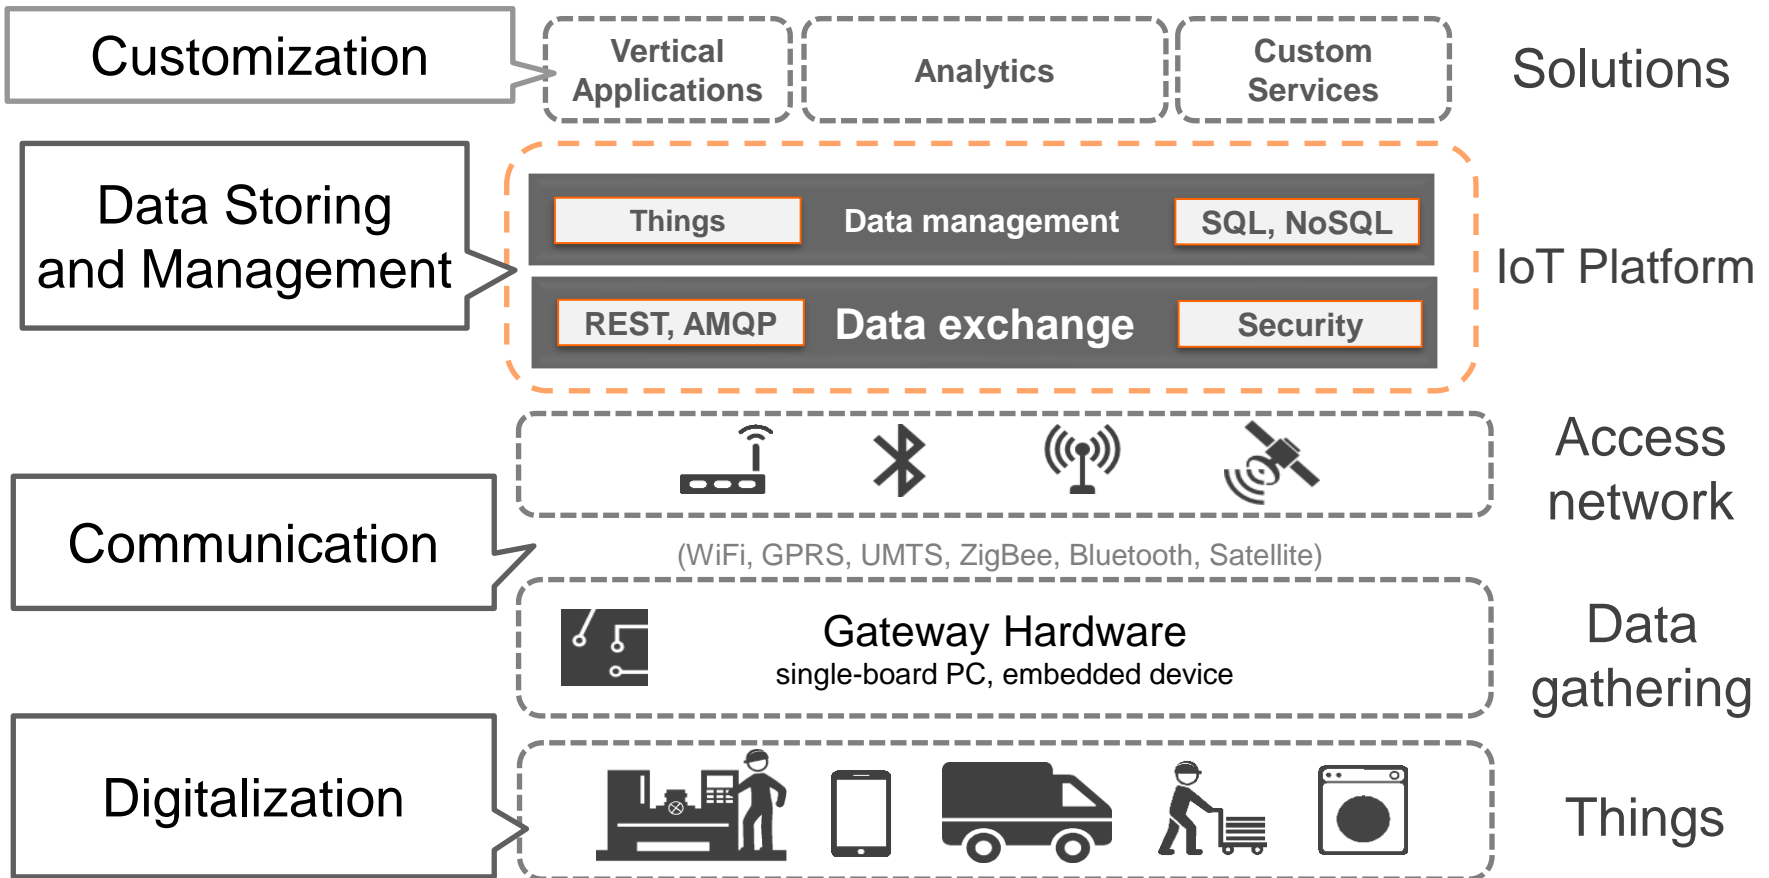 Customization
Vertical
Applications
Analytics
Custom
Services
Solutions
Data Storing
and Management
Things
Data management
SQL, NoSQL
REST, AMQP
Data exchange
Security
IoT Platform
Access
network
Communication
(WiFi, GPRS, UMTS, ZigBee, Bluetooth, Satellite)
Gateway Hardware
single-board PC, embedded device
Data
gathering
Digitalization
Things